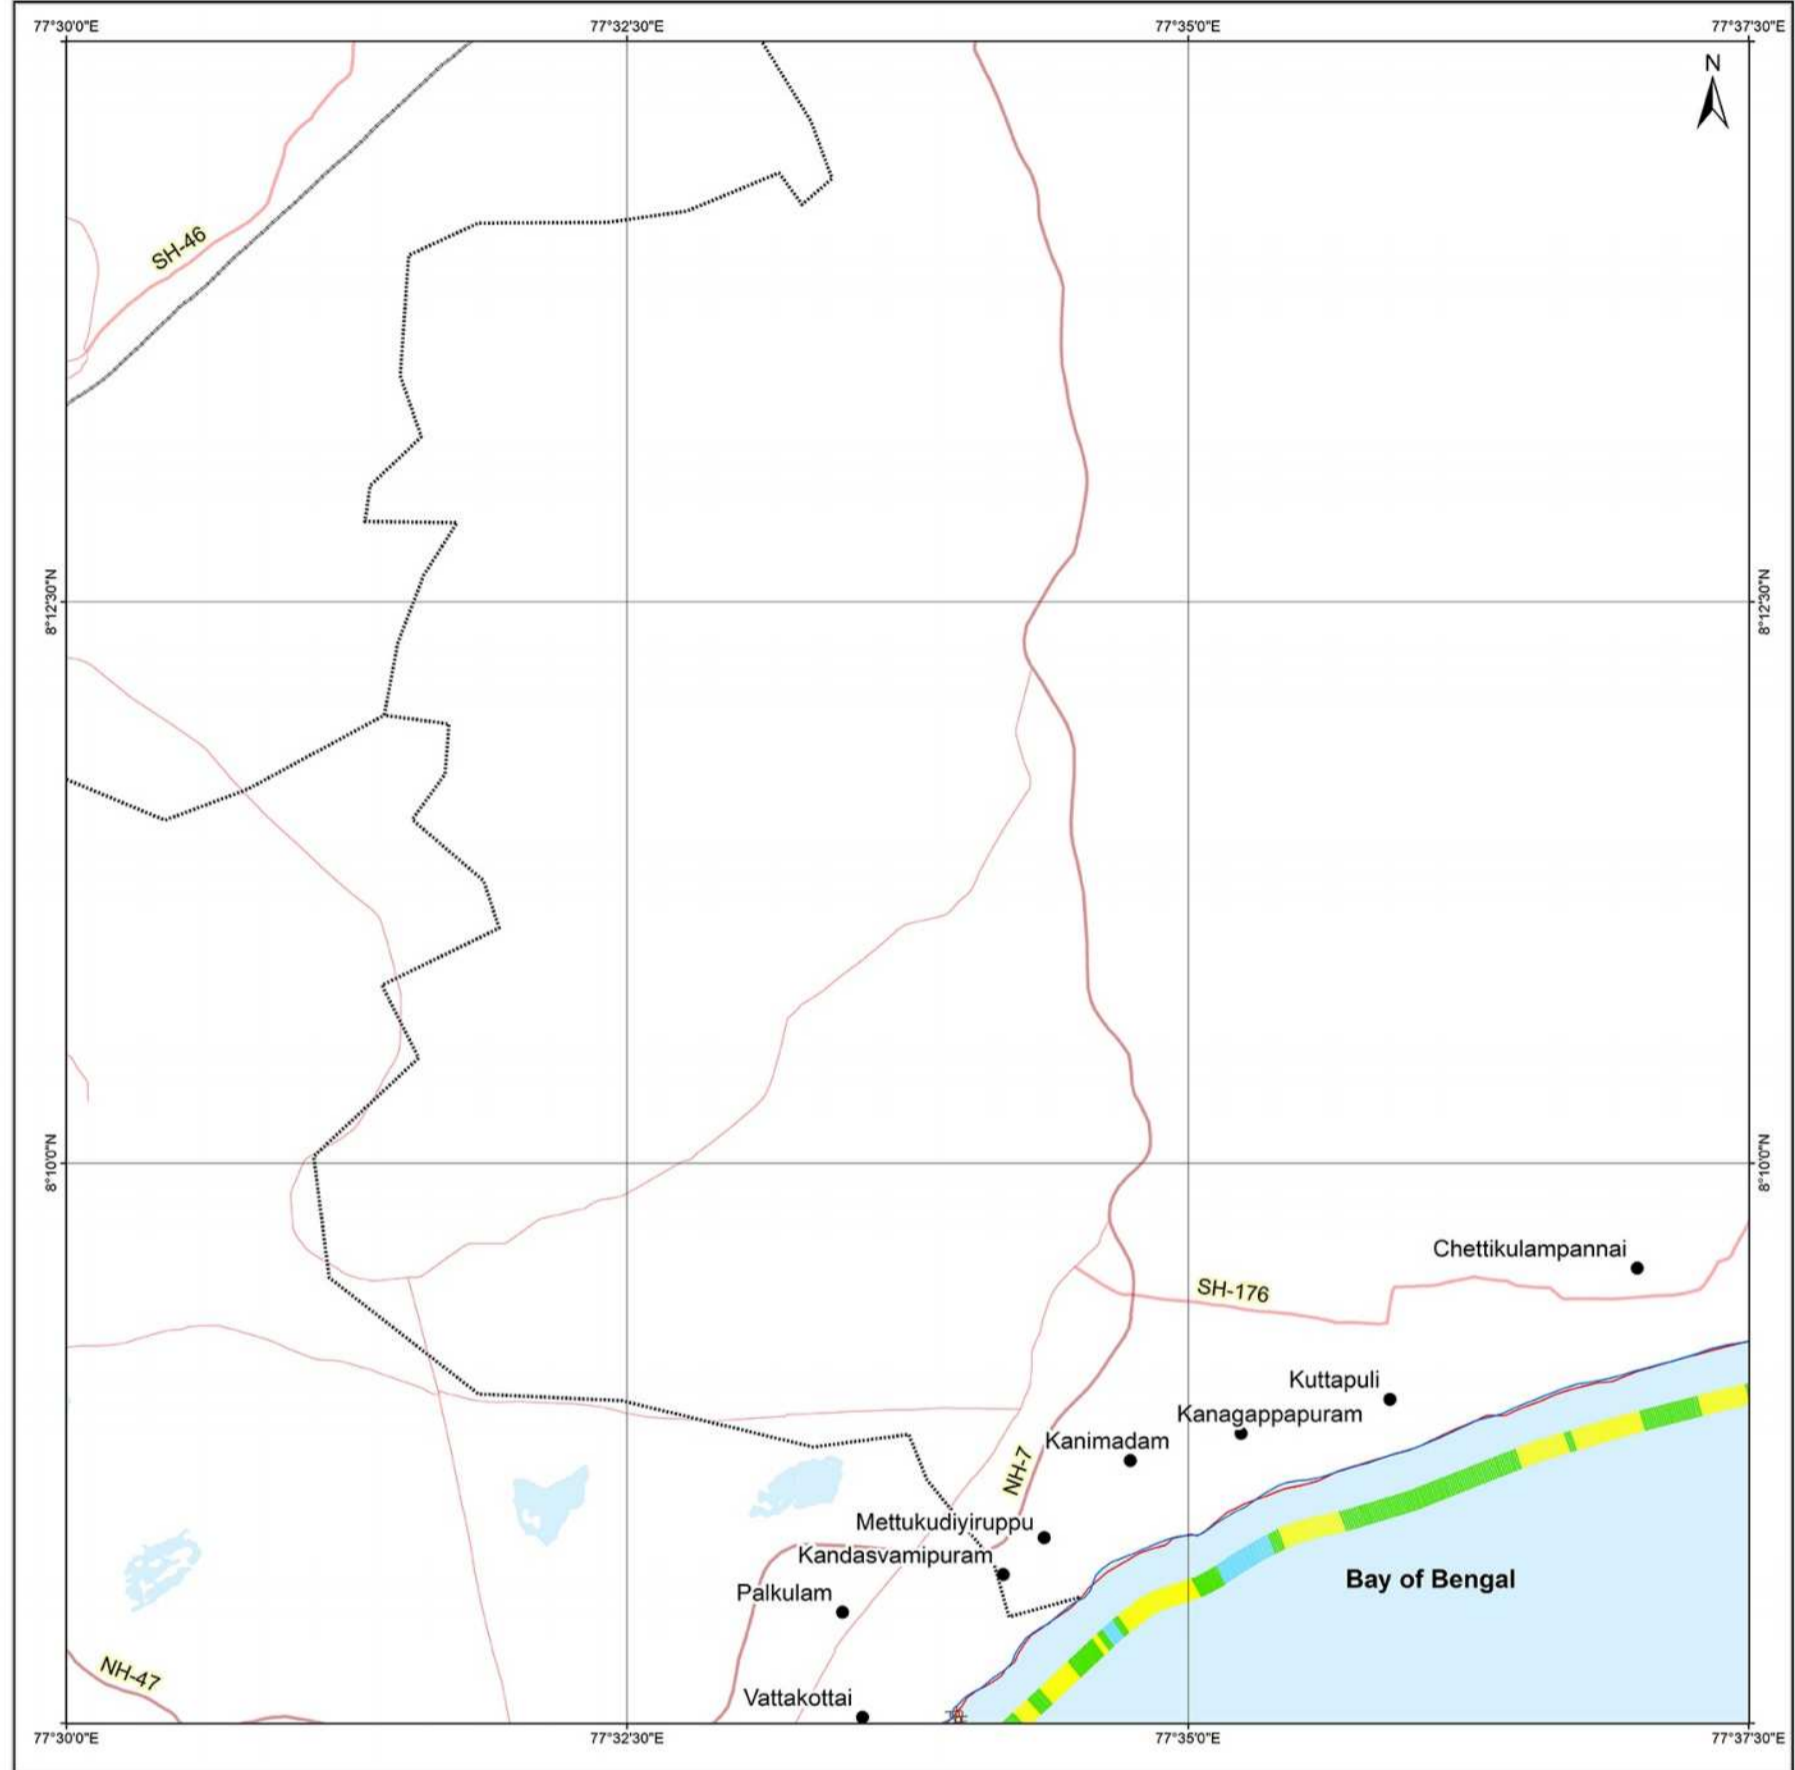 77°30'0"E
77°32'30"E
77°35'0"E
77°37'30"E
N
SH-46
8°12'30"N
8°12'30"N
8°10'0"N
8°10'0"N
Chettikulampannai
SH-176
Kuttapuli
Kanagappapuram
Kanimadam
NH-7
Mettukudiyiruppu
Kandasvamipuram
Bay of Bengal
Palkulam
NH-47
Vattakottai
77°30'0"E
77°32'30"E
77°35'0"E
77°37'30"E